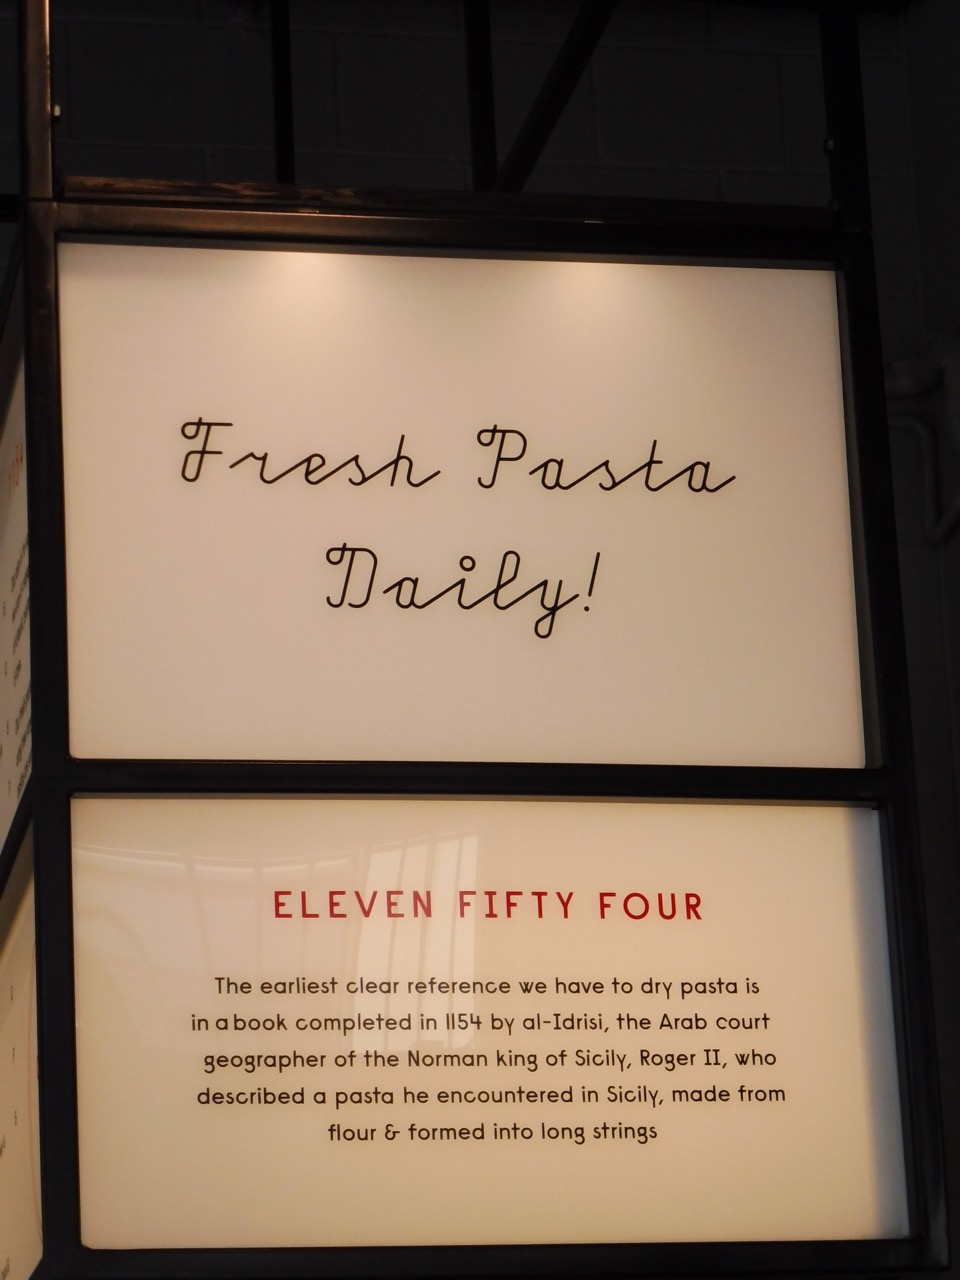 Fresh Pasta
Daily!
ELEVEN FIFTY FOUR
The earliest clear reference we have to dry pasta is
in a book completed in 1154 by al-Idrisi, the Arab court
geographer of the Norman king of Sicily, Roger II, who
described a pasta he encountered in Sicily, made from
flour & formed into long strings